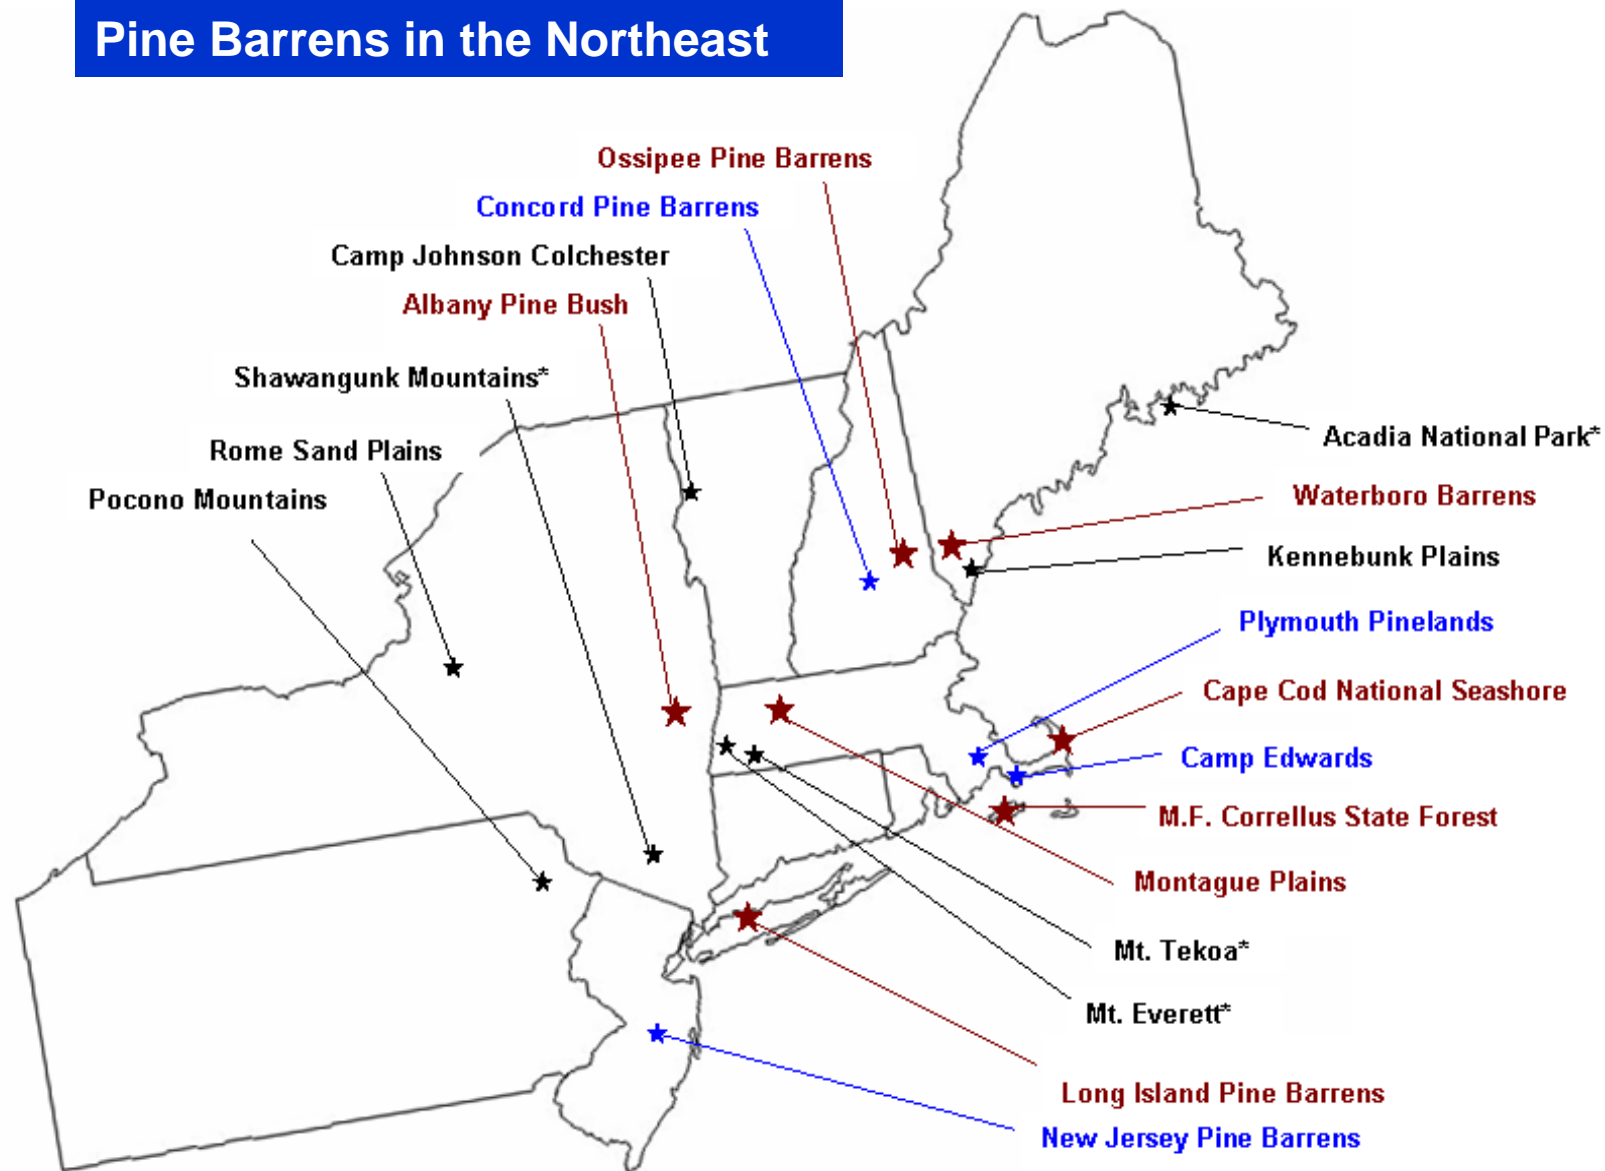 Pine Barrens in the Northeast
Ossipee Pine Barrens
Concord Pine Barrens
Camp Johnson Colchester
Albany Pine Bush
Shawangunk Mountains*
Rome Sand Plains
Pocono Mountains
Acadia National Park*
Waterboro Barrens
Kennebunk Plains
Plymouth Pinelands
Cape Cod National Seashore
Camp Edwards
M.F. Correllus State Forest
Montague Plains
Mt. Tekoa*
Mt. Everett*
Long Island Pine Barrens
New Jersey Pine Barrens